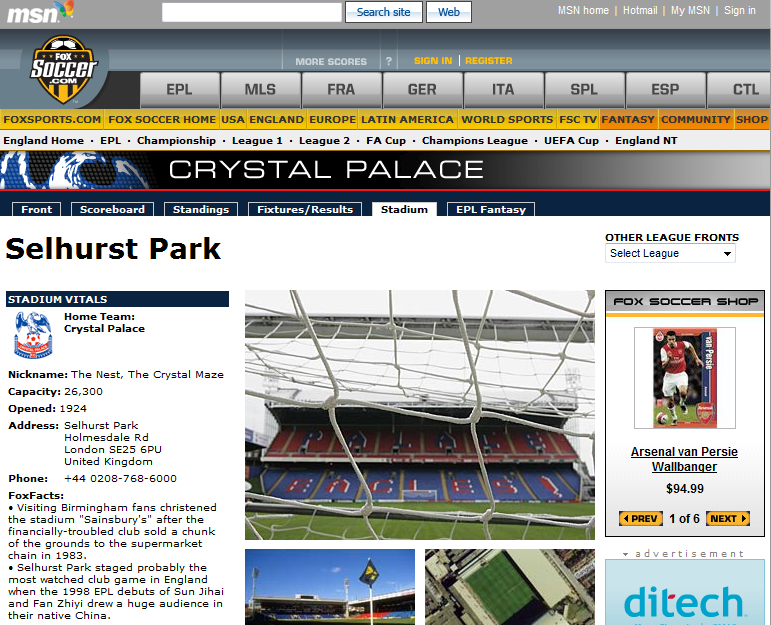 msn
Search site
Web
MSN home | Hotmail | My MSN | Sign in
FOX
Soccer
.COM
MORE SCORES
?
SIGN IN | REGISTER
EPL
MLS
FRA
GER
ITA
SPL
ESP
CTL
FOXSPORTS.COM
FOX SOCCER HOME
USA
ENGLAND
EUROPE
LATIN AMERICA
WORLD SPORTS
FSC TV
FANTASY
COMMUNITY
SHOP
England Home · EPL · Championship · League 1 · League 2 · FA Cup · Champions League · UEFA Cup · England NT
CRYSTAL PALACE
Front
Scoreboard
Standings
Fixtures/Results
Stadium
EPL Fantasy
Selhurst Park
OTHER LEAGUE FRONTS
Select League
STADIUM VITALS
Home Team:
Crystal Palace
Nickname: The Nest, The Crystal Maze
Capacity: 26,300
Opened: 1924
Address: Selhurst Park
Holmesdale Rd
London SE25 6PU
United Kingdom
Phone: +44 0208-768-6000
FoxFacts:
• Visiting Birmingham fans christened
the stadium "Sainsbury's" after the
financially-troubled club sold a chunk
of the grounds to the supermarket
chain in 1983.
• Selhurst Park staged probably the
most watched club game in England
when the 1998 EPL debuts of Sun Jihai
and Fan Zhiyi drew a huge audience in
their native China.
PALACE
EAGLES
FOX SOCCER SHOP
van Persie
Arsenal
Arsenal van Persie
Wallbanger
$94.99
PREV
1 of 6
NEXT
advertisement
ditech